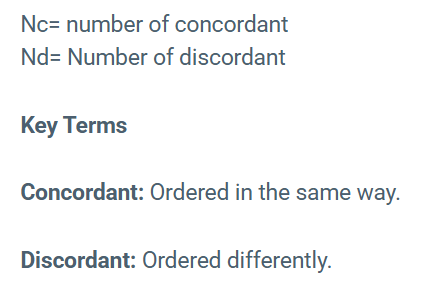 Nc= number of concordant
Nd= Number of discordant
Key Terms
Concordant: Ordered in the same way.
Discordant: Ordered differently.